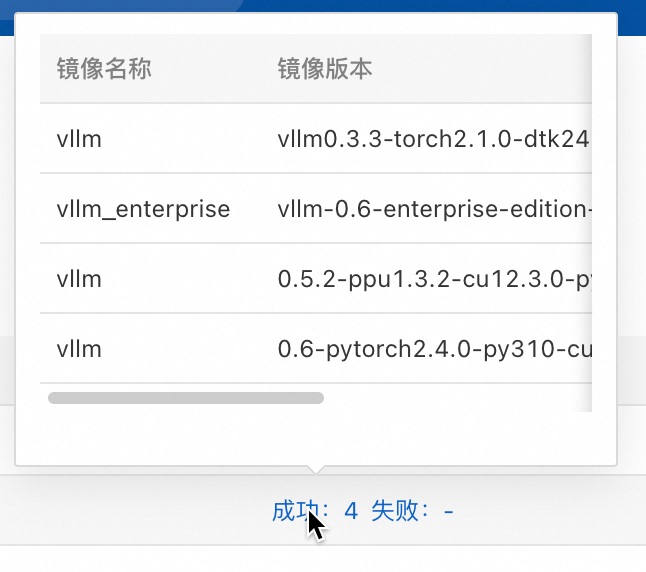 镜像名称 镜像版本
vllm vllm0.3.3-torch2.1.0-dtk24
vllm_enterprise vllm-0.6-enterprise-edition-
vllm 0.5.2-ppu1.3.2-cu12.3.0-py
vllm 0.6-pytorch2.4.0-py310-cu
成功：4 失败：-